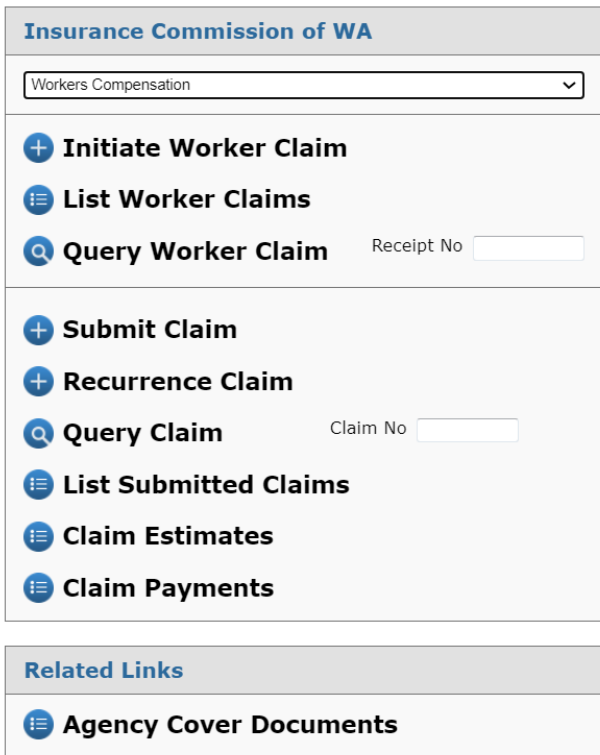 Insurance Commission of WA
Workers Compensation
Initiate Worker Claim
List Worker Claims
Query Worker Claim Receipt No
Submit Claim
Recurrence Claim
Query Claim Claim No
List Submitted Claims
Claim Estimates
Claim Payments
Related Links
Agency Cover Documents